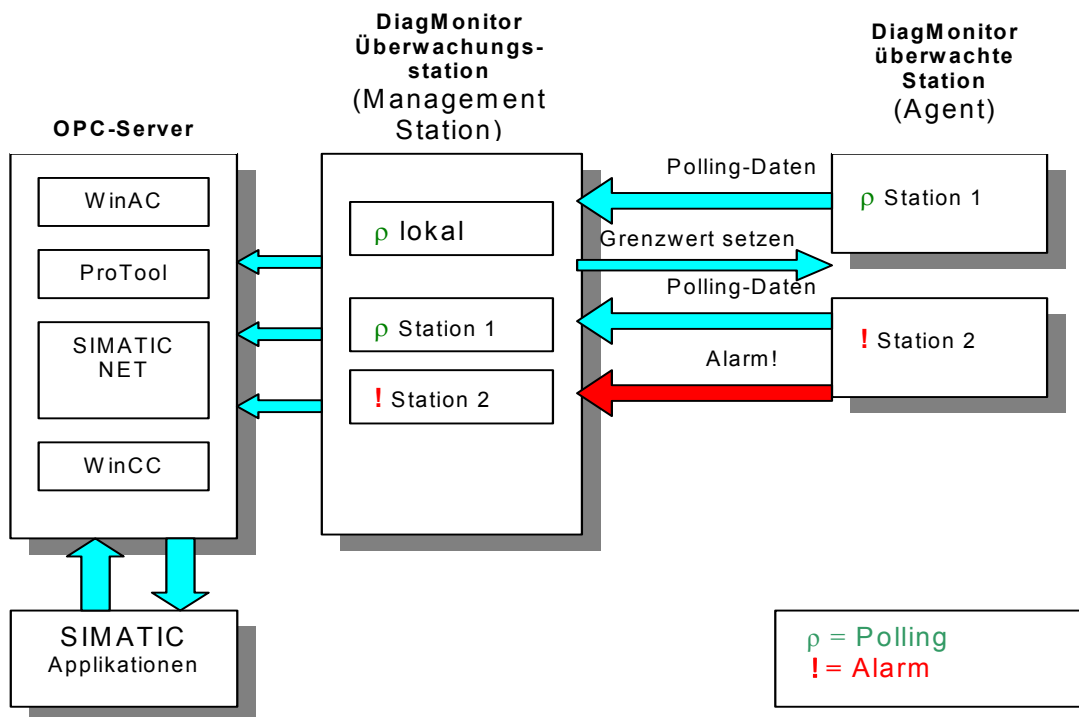 OPC-Server
WinAC
ProTool
SIMATIC
NET
WinCC
SIMATIC
Applikationen
DiagMonitor
Überwachungs-
station
(Management
Station)
ρ lokal
ρ Station 1
! Station 2
Polling-Daten
Grenzwert setzen
Polling-Daten
Alarm!
DiagMonitor
überwachte
Station
(Agent)
ρ Station 1
! Station 2
ρ = Polling
! = Alarm